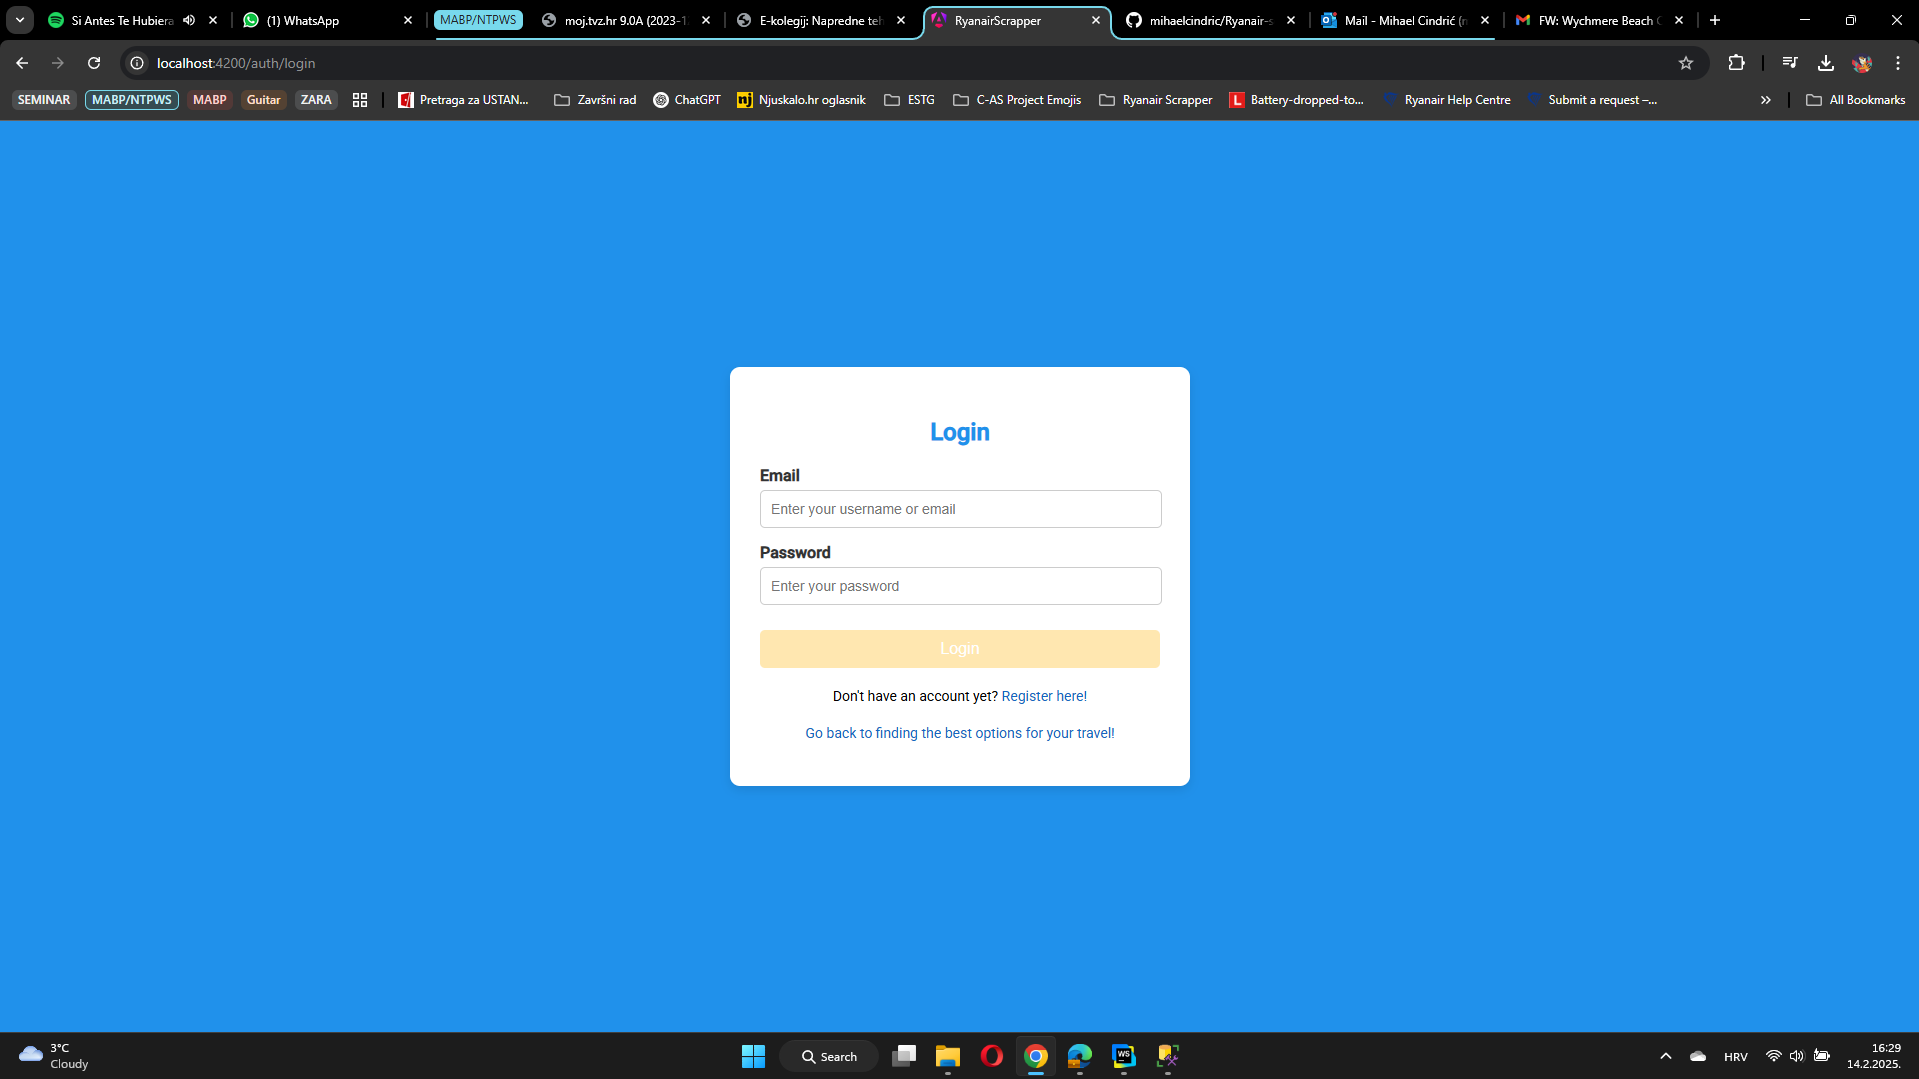 Si Antes Te Hubiera
(1) WhatsApp
MABP/NTPWS
moj.tvz.hr 9.0A (2023-1
E-kolegij: Napredne teh
RyanairScrapper
mihaelcindric/Ryanair-s
Mail - Mihael Cindrić (
FW: Wychmere Beach
localhost:4200/auth/login
SEMINAR
MABP/NTPWS
MABP
Guitar
ZARA
Pretraga za USTAN...
Završni rad
ChatGPT
Njuskalo.hr oglasnik
ESTG
C-AS Project Emojis
Ryanair Scrapper
L
Battery-dropped-to...
Ryanair Help Centre
Submit a request –...
All Bookmarks
Login
Email
Enter your username or email
Password
Enter your password
Login
Don't have an account yet? Register here!
Go back to finding the best options for your travel!
3°C
Cloudy
Search
WS
HRV
16:29
14.2.2025.